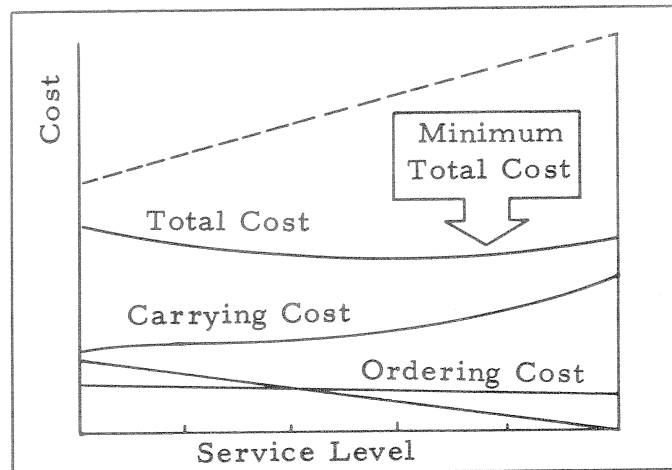 Cost
Minimum
Total Cost
Total Cost
Carrying Cost
Ordering Cost
Service Level